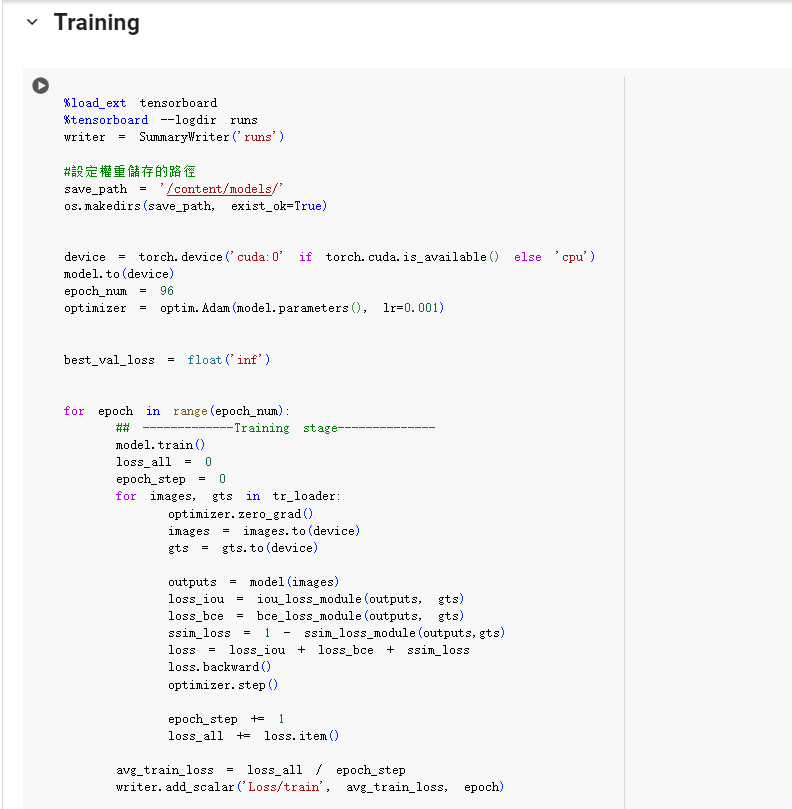 Training
%load_ext tensorboard
%tensorboard --logdir runs
writer = SummaryWriter('runs')
#設定權重儲存的路徑
save_path = '/content/models/'
os.makedirs(save_path, exist_ok=True)
device = torch.device('cuda:0' if torch.cuda.is_available() else 'cpu')
model.to(device)
epoch_num = 96
optimizer = optim.Adam(model.parameters(), lr=0.001)
best_val_loss = float('inf')
for epoch in range(epoch_num):
## --------------Training stage---------------
model.train()
loss_all = 0
epoch_step = 0
for images, gts in tr_loader:
optimizer.zero_grad()
images = images.to(device)
gts = gts.to(device)
outputs = model(images)
loss_iou = iou_loss_module(outputs, gts)
loss_bce = bce_loss_module(outputs, gts)
ssim_loss = 1 - ssim_loss_module(outputs,gts)
loss = loss_iou + loss_bce + ssim_loss
loss.backward()
optimizer.step()
epoch_step += 1
loss_all += loss.item()
avg_train_loss = loss_all / epoch_step
writer.add_scalar('Loss/train', avg_train_loss, epoch)